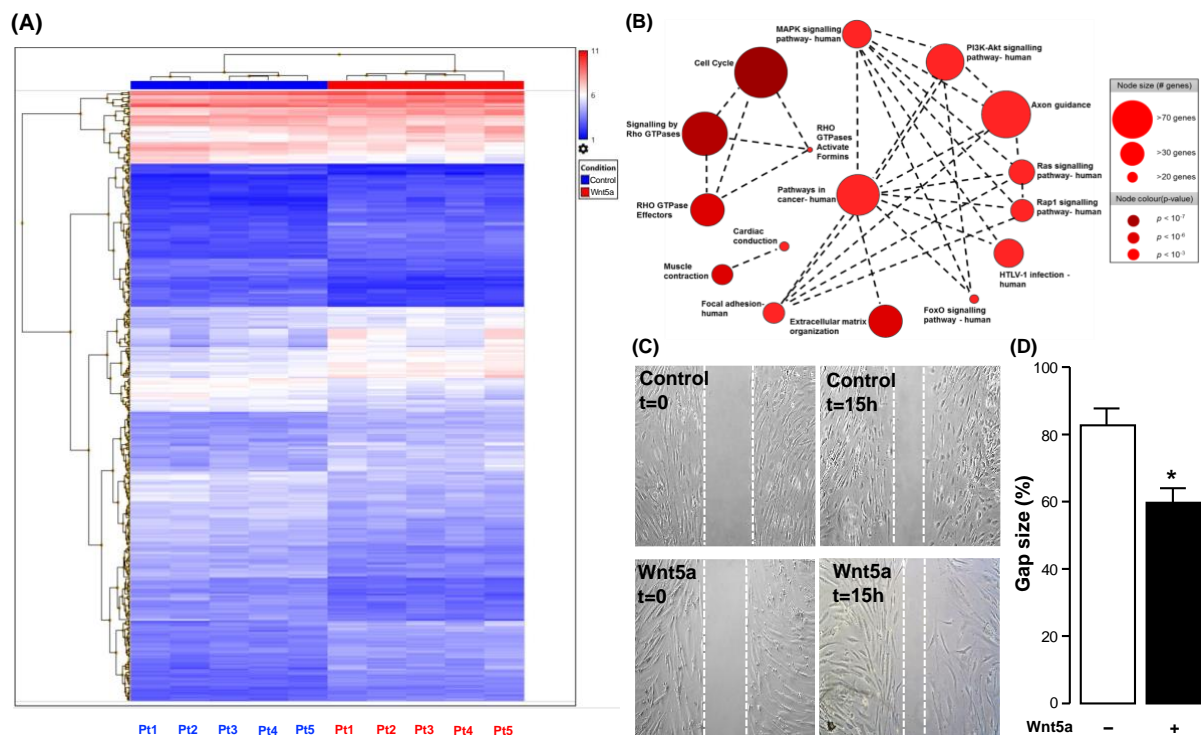 (A)
11
6
1
Condition
Control
Wnt5a
Pt1 Pt2 Pt3 Pt4 Pt5 Pt1 Pt2 Pt3 Pt4 Pt5
(B)
MAPK signalling
pathway- human
PI3K-Akt signalling
pathway- human
Cell Cycle
Axon guidance
Signalling by
Rho GTPases
RHO
GTPases
Activate
Formins
Ras signalling
pathway- human
Pathways in
cancer- human
Rap1 signalling
pathway- human
RHO GTPase
Effectors
Cardiac
conduction
Muscle
contraction
HTLV-1 infection -
human
Focal adhesion-
human
Extracellular matrix
organization
FoxO signalling
pathway - human
Node size (# genes)
>70 genes
>30 genes
>20 genes
Node colour(p-value)
p < 10⁻⁷
p < 10⁻⁶
p < 10⁻³
(C)
Control
t=0
Control
t=15h
Wnt5a
t=0
Wnt5a
t=15h
(D)
100
80
60
40
20
0
Gap size (%)
*
Wnt5a – +